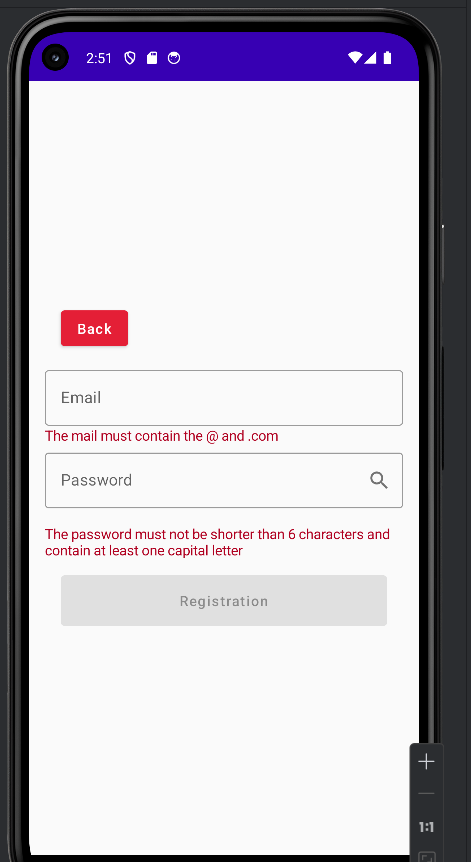 2:51
Back
Email
The mail must contain the @ and .com
Password
The password must not be shorter than 6 characters and
contain at least one capital letter
Registration
1:1